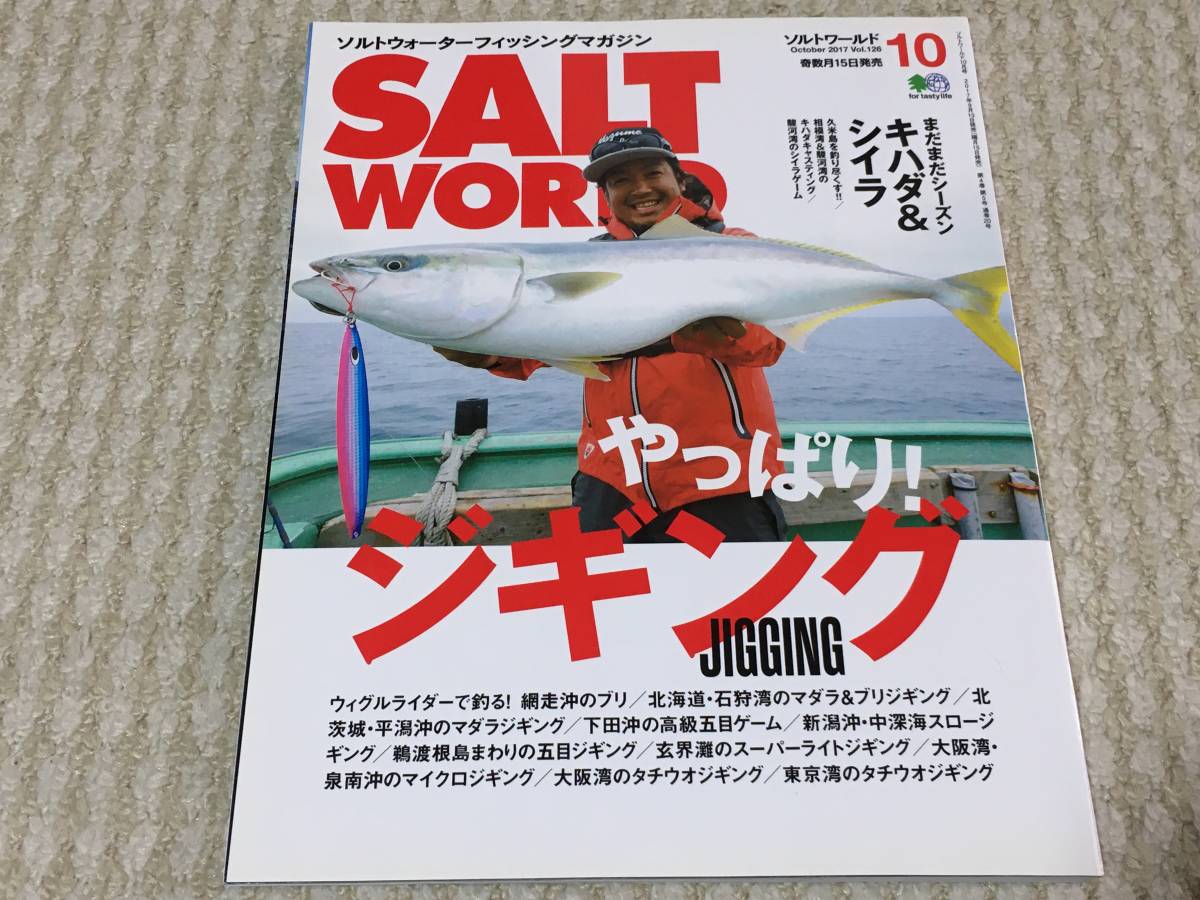 ソルトウォーターフィッシングマガジン
ソルトワールド
October 2017 Vol.126
奇数月15日発売
10
for tasty life
SALT
WORLD
まだまだシーズン
キハダ&
シイラ
久米島を釣り尽くす!!/
相模湾&駿河湾の
キハダキャスティング/
駿河湾のシイラゲーム
やっぱり!
ジギング
JIGGING
ウィグルライダーで釣る! 網走沖のブリ/北海道・石狩湾のマダラ&ブリジギング/北
茨城・平潟沖のマダラジギング/下田沖の高級五目ゲーム/新潟沖・中深海スロージ
ギング/鵜渡根島まわりの五目ジギング/玄界灘のスーパーライトジギング/大阪湾・
泉南沖のマイクロジギング/大阪湾のタチウオジギング/東京湾のタチウオジギング